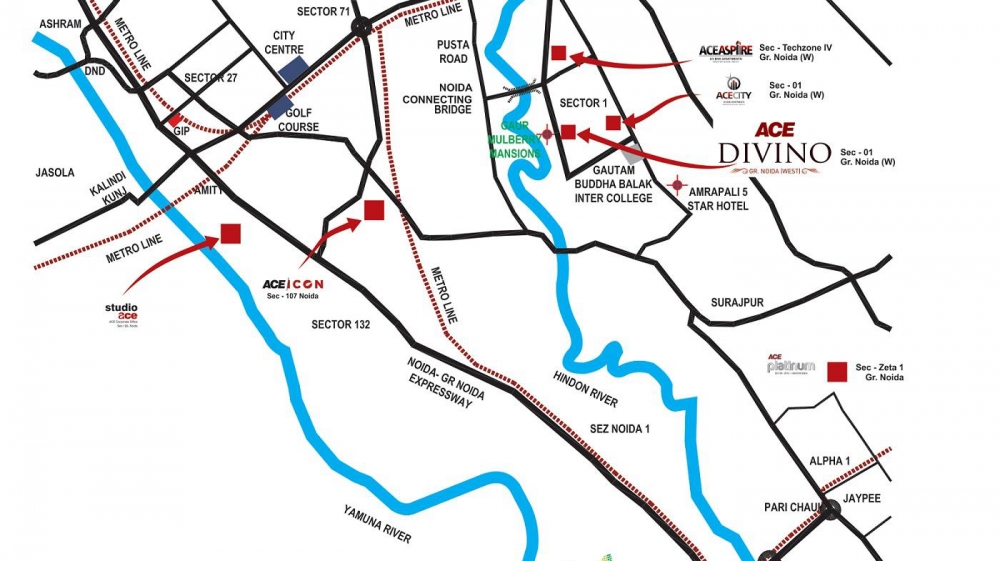 SECTOR 71
METRO LINE
ASHRAM
METRO LINE
CITY
CENTRE
PUSTA
ROAD
ACEASPIRE
Sec - Techzone IV
Gr. Noida (W)
DND
SECTOR 27
NOIDA
CONNECTING
BRIDGE
SECTOR 1
ACECITY
Sec - 01
Gr. Noida (W)
GOLF
COURSE
GIP
GAUR
MULBERRY
MANSIONS
ACE
DIVINO
GR. NOIDA (WEST)
Sec - 01
Gr. Noida (W)
JASOLA
KALINDI
KUNJ
AMITY
GAUTAM
BUDDHA BALAK
INTER COLLEGE
AMRAPALI 5
STAR HOTEL
METRO LINE
METRO LINE
ACE ICON
Sec - 107 Noida
studio
ace
SECTOR 132
SURAJPUR
NOIDA- GR NOIDA
EXPRESSWAY
HINDON RIVER
ACE
platinum
Sec - Zeta 1
Gr. Noida
SEZ NOIDA 1
ALPHA 1
YAMUNA RIVER
PARI CHAUK
JAYPEE